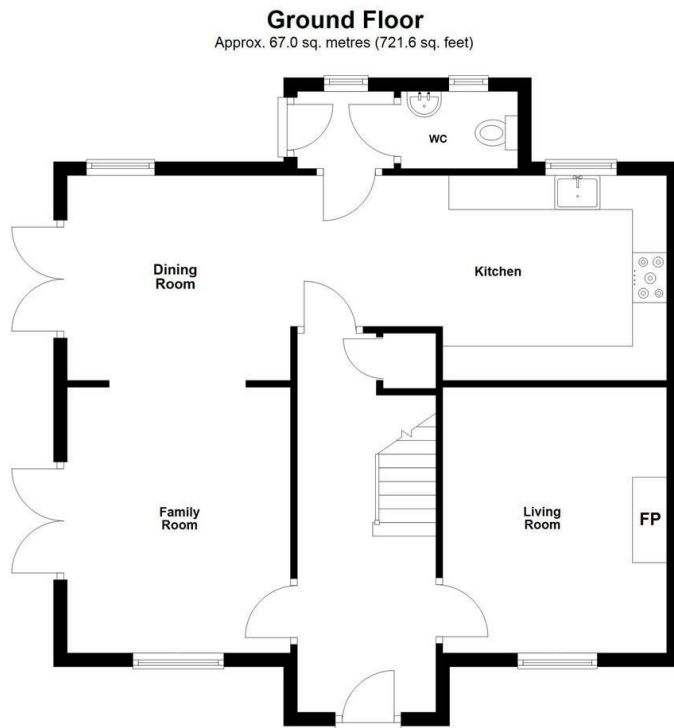 Ground Floor
Approx. 67.0 sq. metres (721.6 sq. feet)
WC
Dining
Room
Kitchen
Family
Room
Living
Room
FP